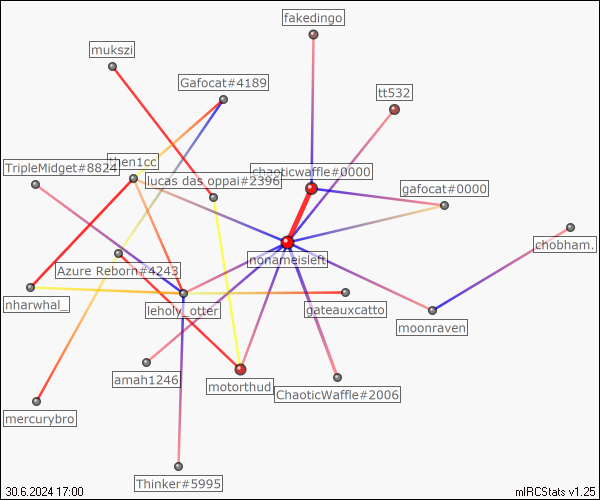 fakedingo
mukszi
Gafocat#4189
tt532
TripleMidget#8824
chaoticwaffle#0000
lucas das oppai#2396
gafocat#0000
chobham.
nonameisleft
Azure Reborn#4243
nharwhal_
leholy_otter
gateauxcatto
moonraven
amah1246
motorthud
ChaoticWaffle#2006
mercurybro
Thinker#5995
30.6.2024 17:00
mIRCStats v1.25